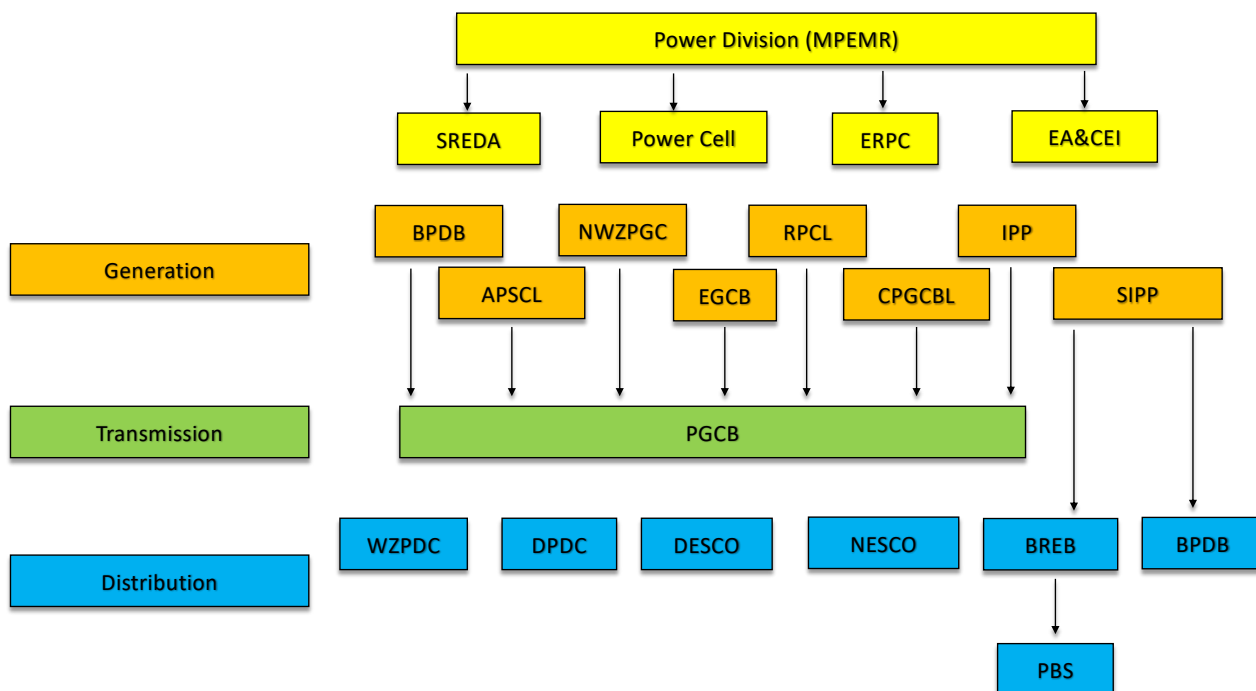 Power Division (MPEMR)
SREDA
Power Cell
ERPC
EA&CEI
BPDB
NWZPGC
RPCL
IPP
Generation
APSCL
EGCB
CPGCBL
SIPP
Transmission
PGCB
WZPDC
DPDC
DESCO
NESCO
BREB
BPDB
Distribution
PBS